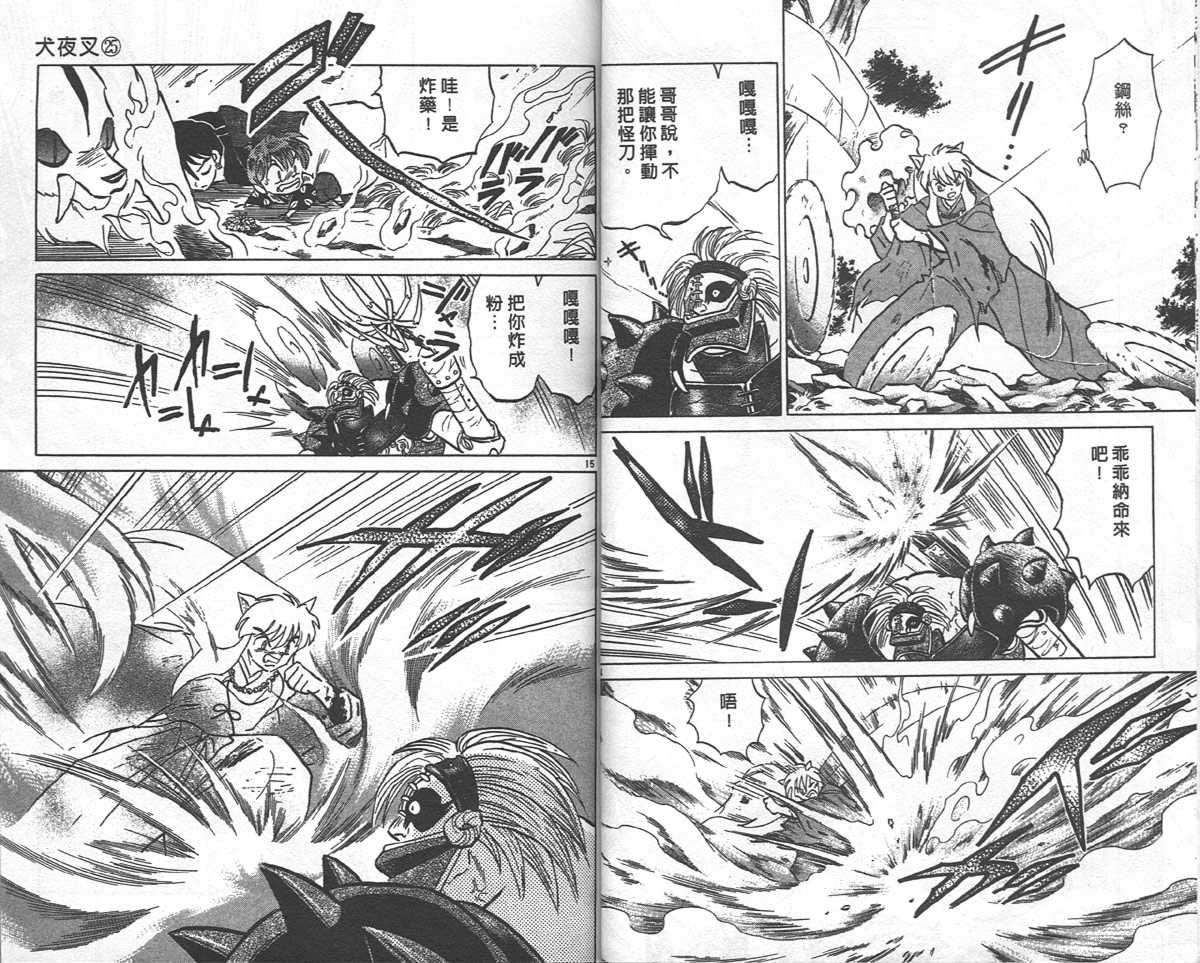 鋼絲？
嘎嘎嘎…
哥哥說，不
能讓你揮動
那把怪刀。
乖乖納命來
吧！
唔！
犬夜叉㉕
哇！是
炸藥！
嘎嘎嘎！
把你炸成
粉…
15